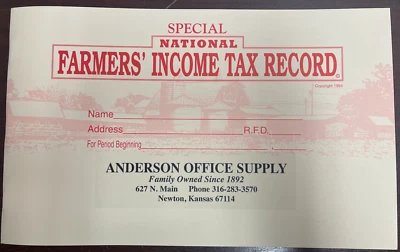 SPECIAL
NATIONAL
FARMERS' INCOME TAX RECORD®
Copyright 1984
Name
Address R.F.D.
For Period Beginning
ANDERSON OFFICE SUPPLY
Family Owned Since 1892
627 N. Main Phone 316-283-3570
Newton, Kansas 67114